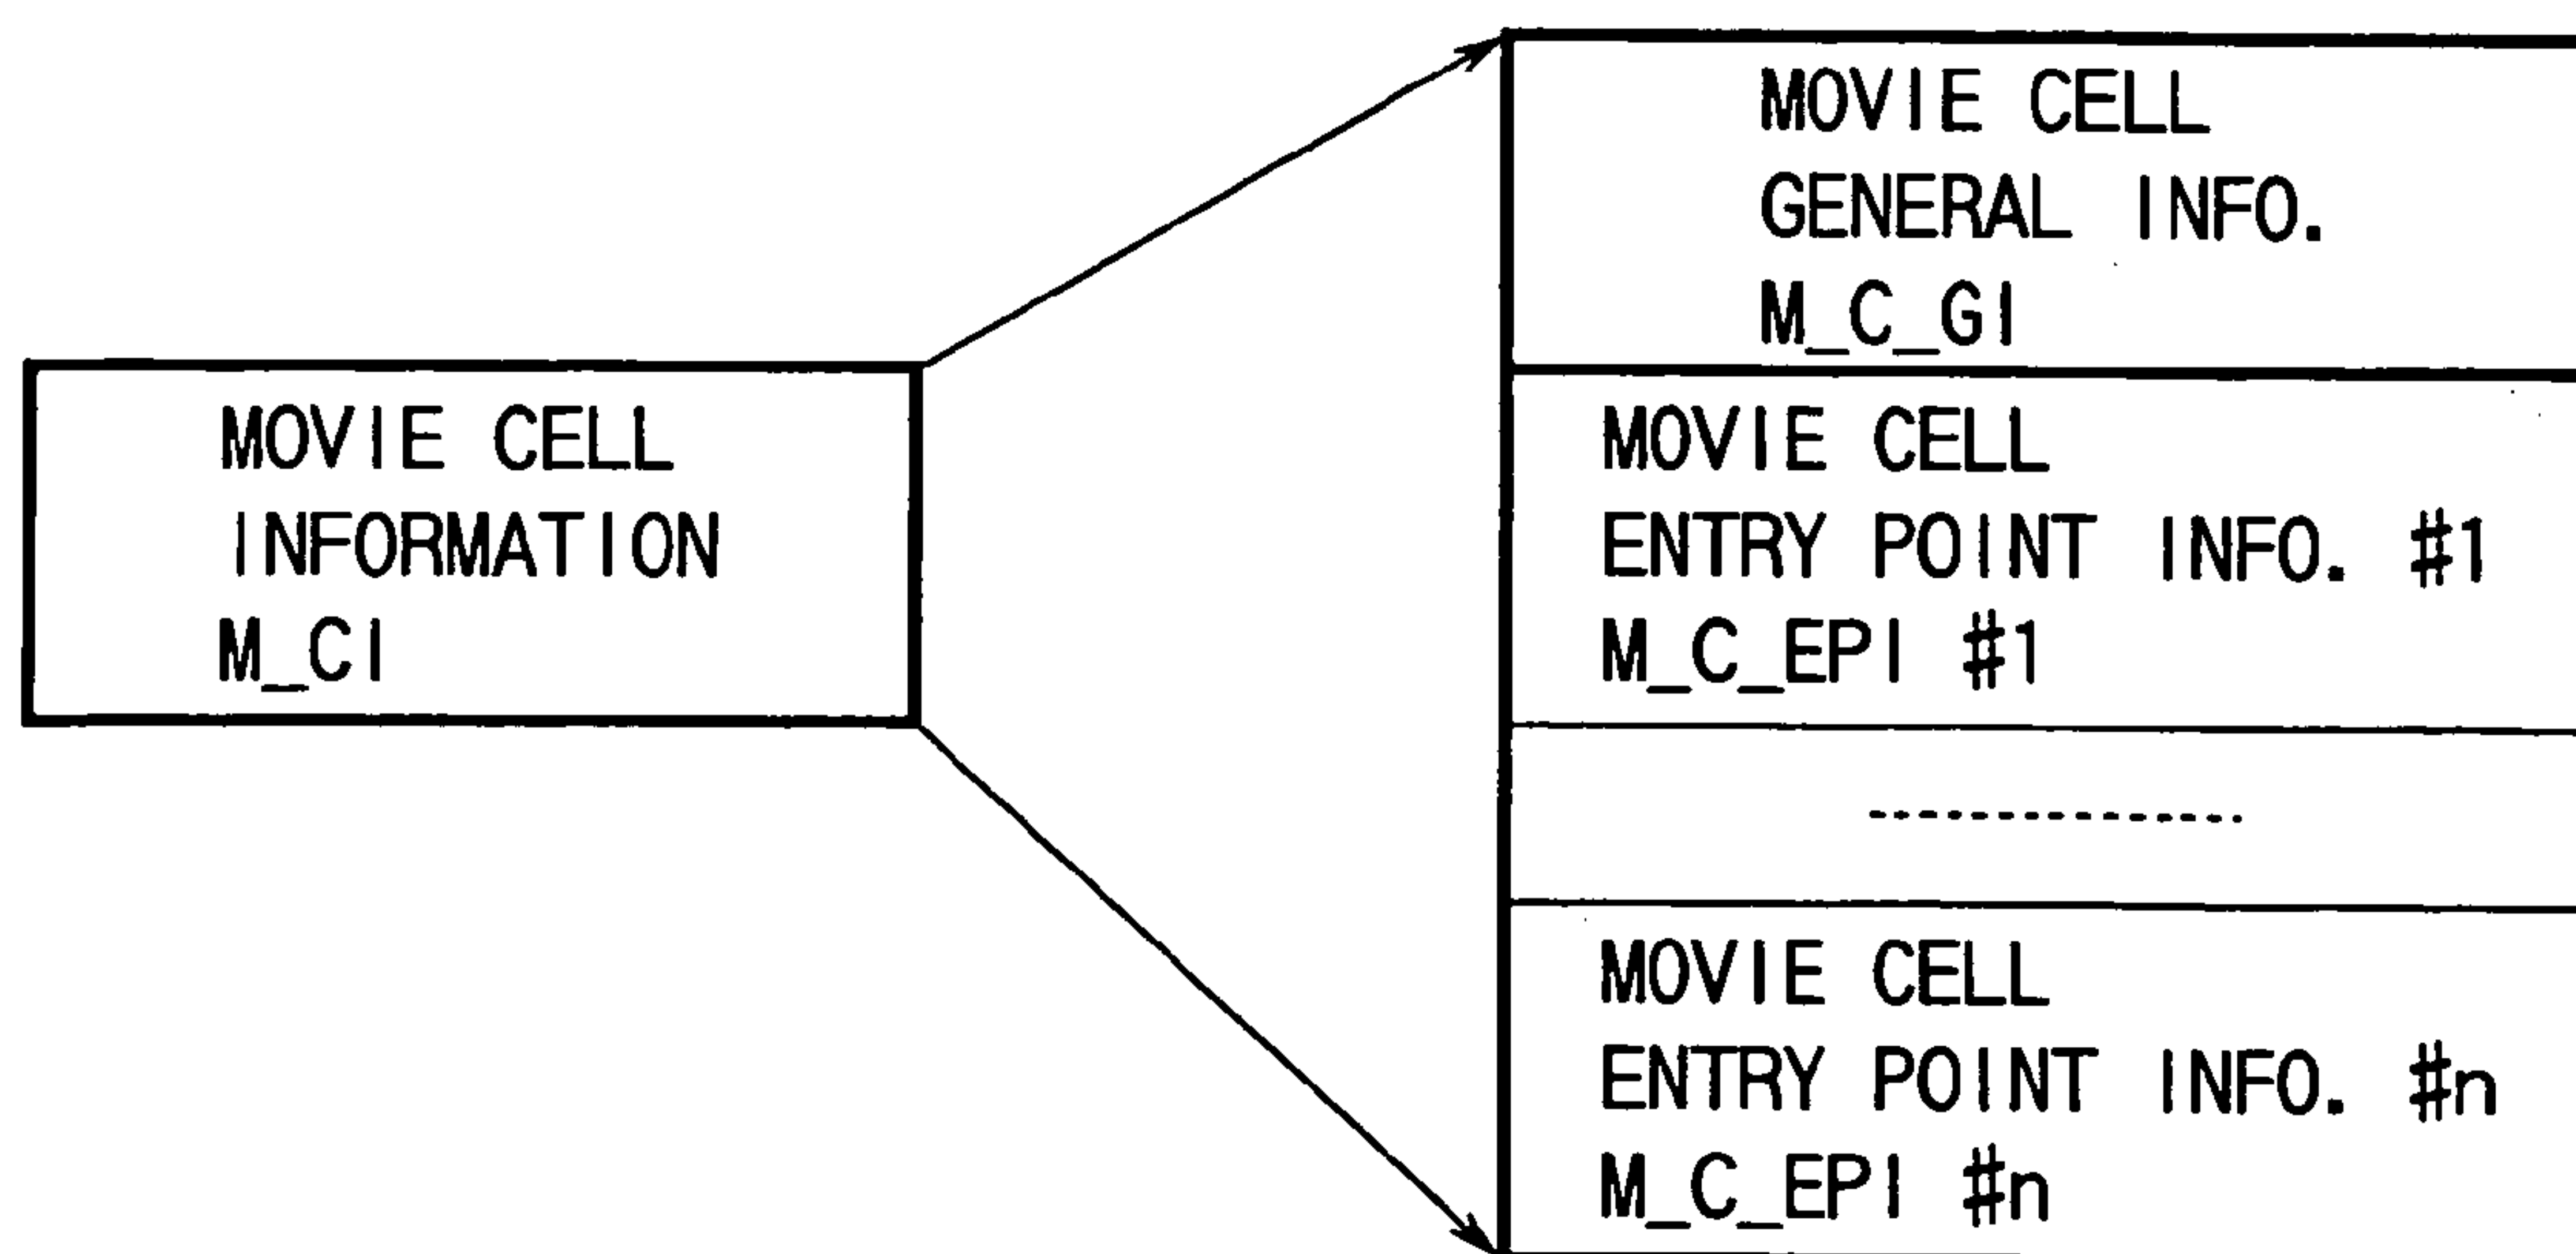 MOVIE CELL
INFORMATION
M_CI
MOVIE CELL
GENERAL INFO.
M_C_GI
MOVIE CELL
ENTRY POINT INFO. #1
M_C_EPI #1
MOVIE CELL
ENTRY POINT INFO. #n
M_C_EPI #n